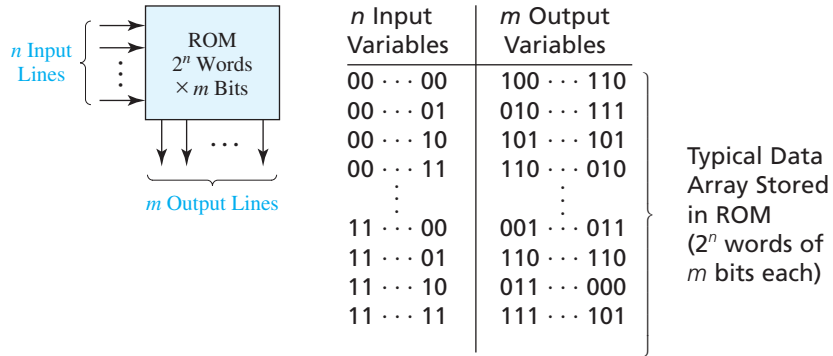 n Input
Lines
ROM
2ⁿ Words
× m Bits
· · ·
m Output Lines
n Input
Variables
m Output
Variables
00 · · · 00 100 · · · 110
00 · · · 01 010 · · · 111
00 · · · 10 101 · · · 101
00 · · · 11 110 · · · 010
11 · · · 00 001 · · · 011
11 · · · 01 110 · · · 110
11 · · · 10 011 · · · 000
11 · · · 11 111 · · · 101
Typical Data
Array Stored
in ROM
(2ⁿ words of
m bits each)